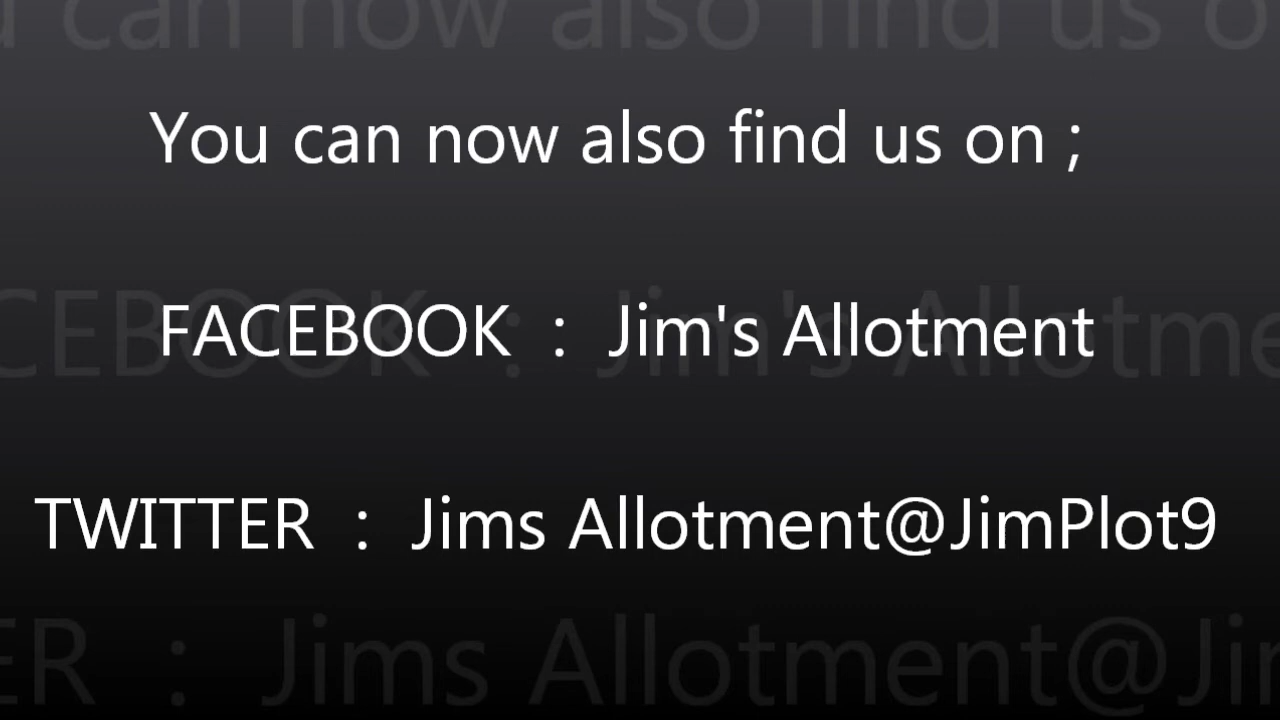 You can now also find us on ;
FACEBOOK : Jim's Allotment
TWITTER : Jims Allotment@JimPlot9